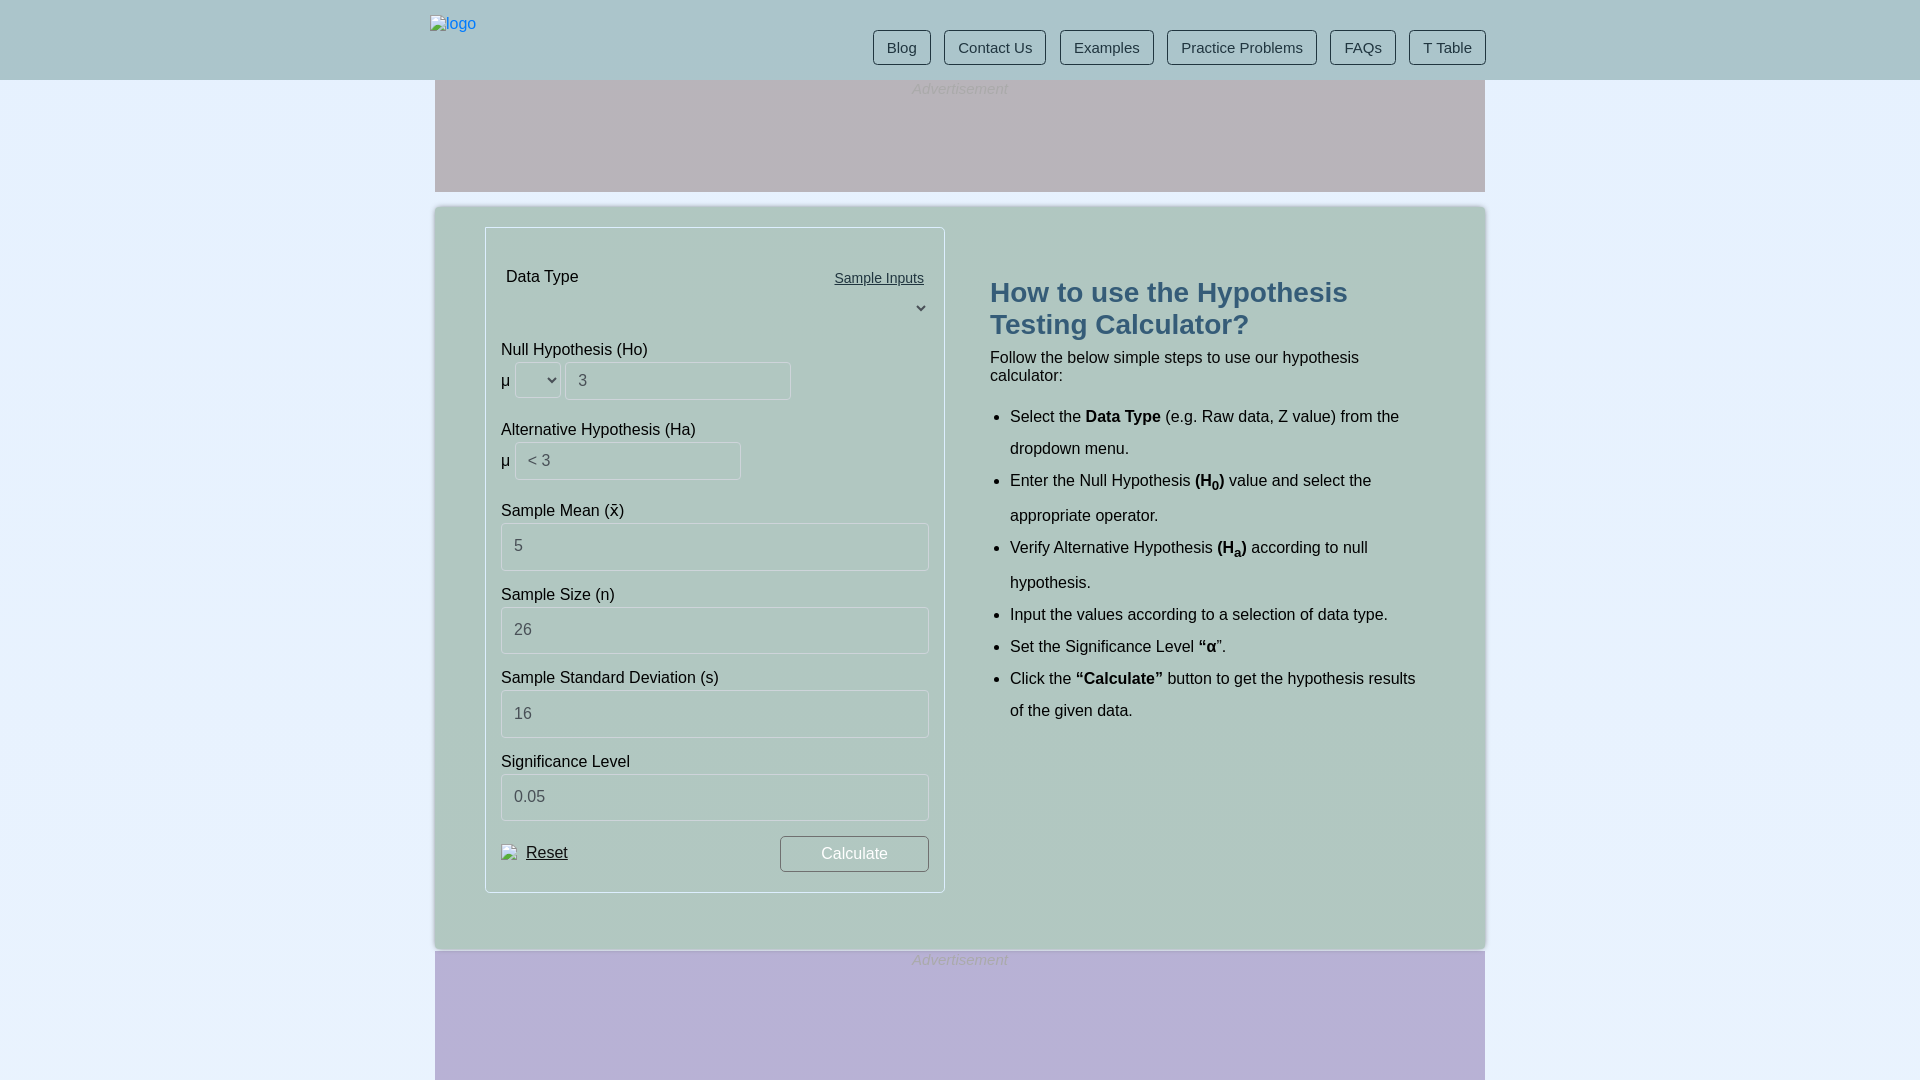 logo
Blog
Contact Us
Examples
Practice Problems
FAQs
T Table
Advertisement
Data Type
Sample Inputs
Null Hypothesis (Ho)
μ
3
Alternative Hypothesis (Ha)
μ
< 3
Sample Mean (x̄)
5
Sample Size (n)
26
Sample Standard Deviation (s)
16
Significance Level
0.05
Reset
Calculate
How to use the Hypothesis
Testing Calculator?
Follow the below simple steps to use our hypothesis
calculator:
• Select the Data Type (e.g. Raw data, Z value) from the
dropdown menu.
• Enter the Null Hypothesis (H0) value and select the
appropriate operator.
• Verify Alternative Hypothesis (Ha) according to null
hypothesis.
• Input the values according to a selection of data type.
• Set the Significance Level “α”.
• Click the “Calculate” button to get the hypothesis results
of the given data.
Advertisement